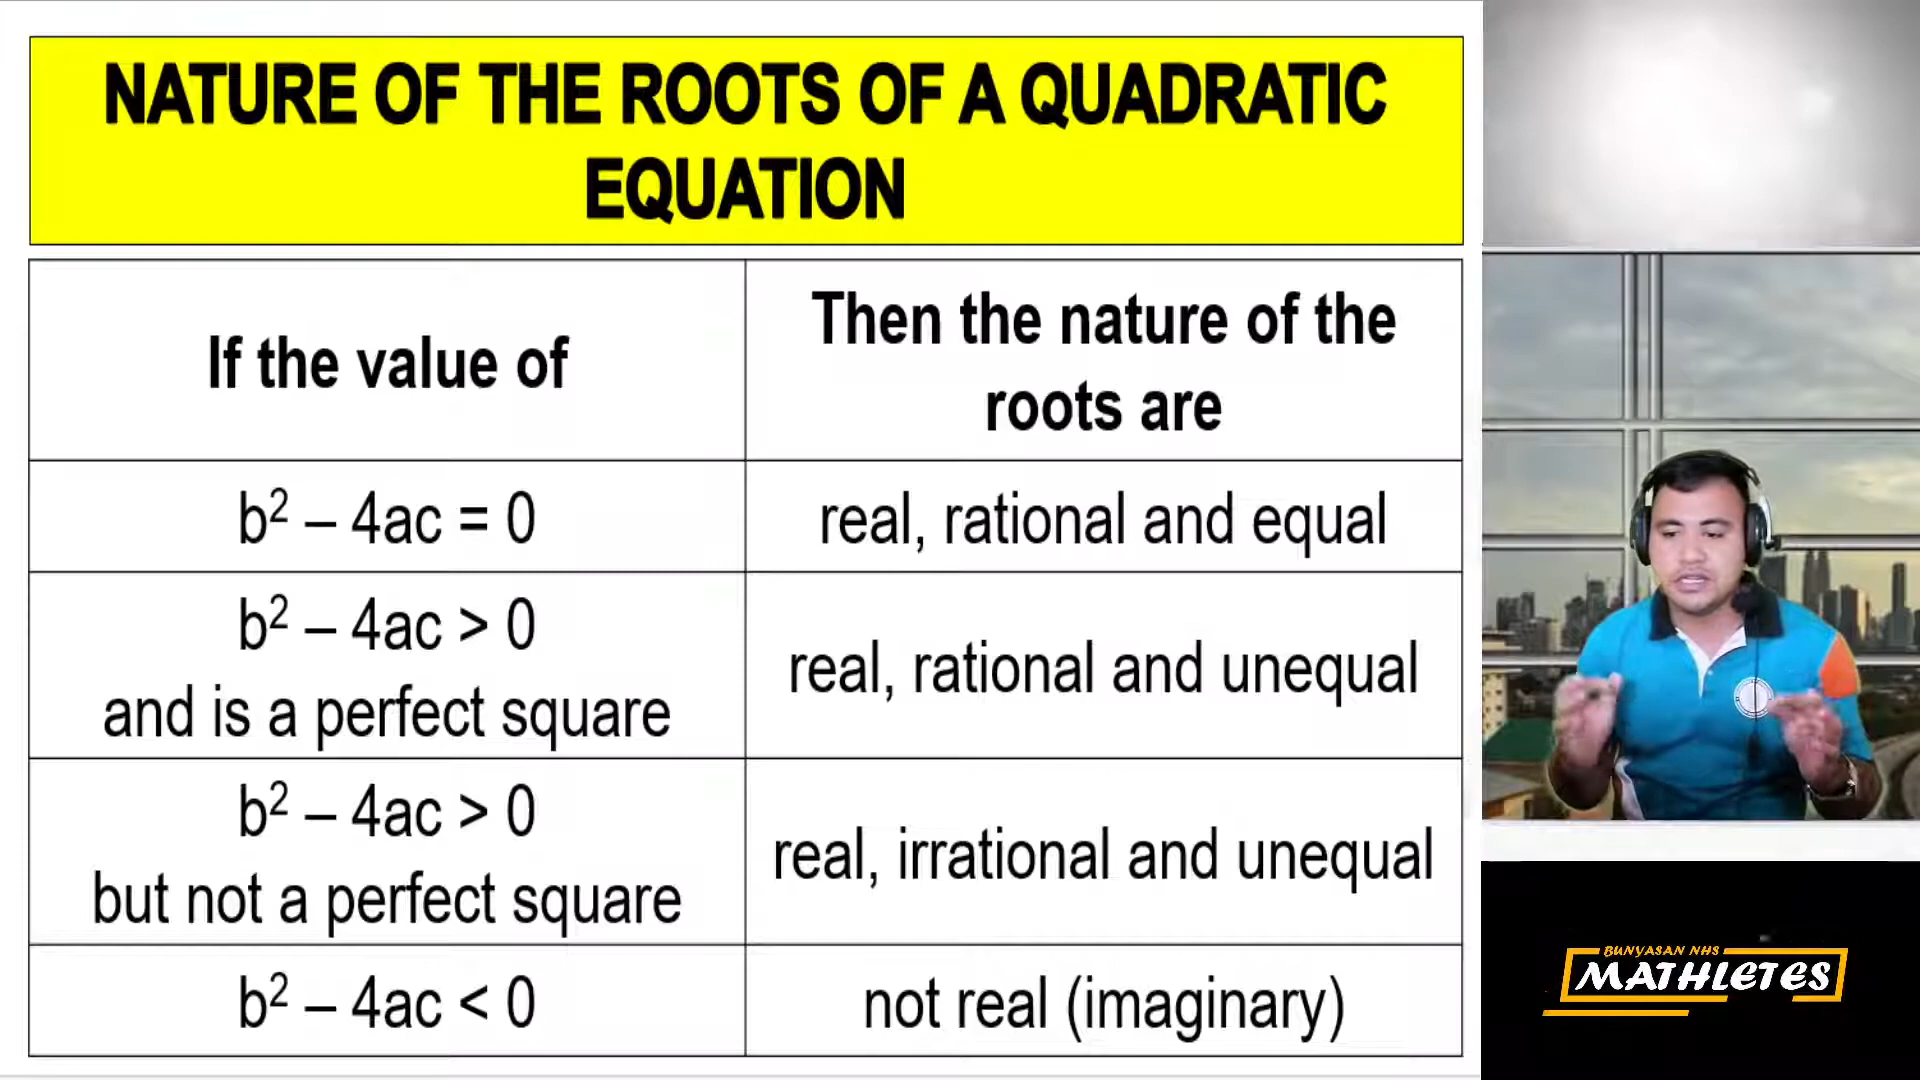 NATURE OF THE ROOTS OF A QUADRATIC
EQUATION
If the value of
Then the nature of the
roots are
b² – 4ac = 0
real, rational and equal
b² – 4ac > 0
and is a perfect square
real, rational and unequal
b² – 4ac > 0
but not a perfect square
real, irrational and unequal
b² – 4ac < 0
not real (imaginary)
BUNYASAN NHS
MATHLETES